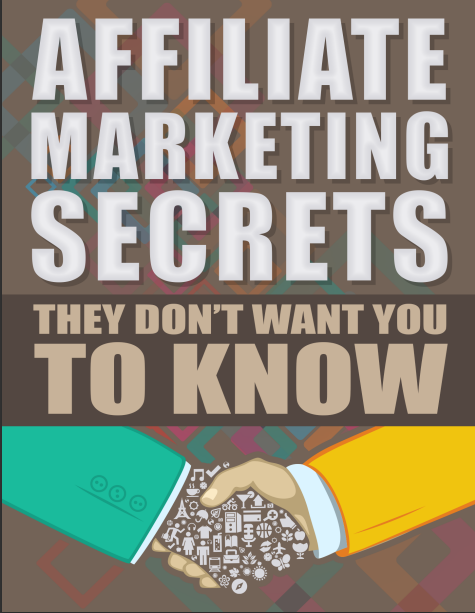 AFFILIATE
MARKETING
SECRETS
THEY DON'T WANT YOU
TO KNOW